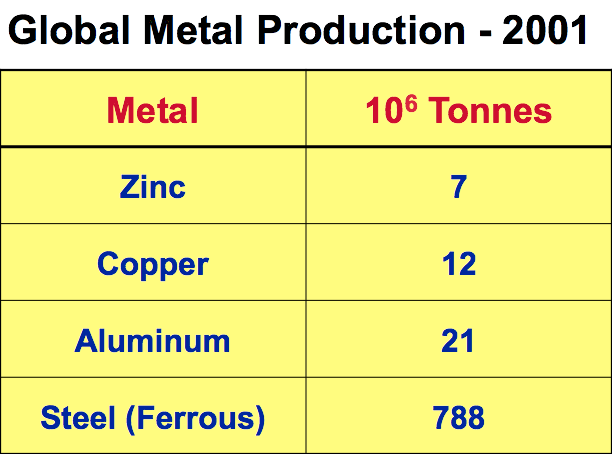 Global Metal Production - 2001
Metal 10⁶ Tonnes
Zinc 7
Copper 12
Aluminum 21
Steel (Ferrous) 788